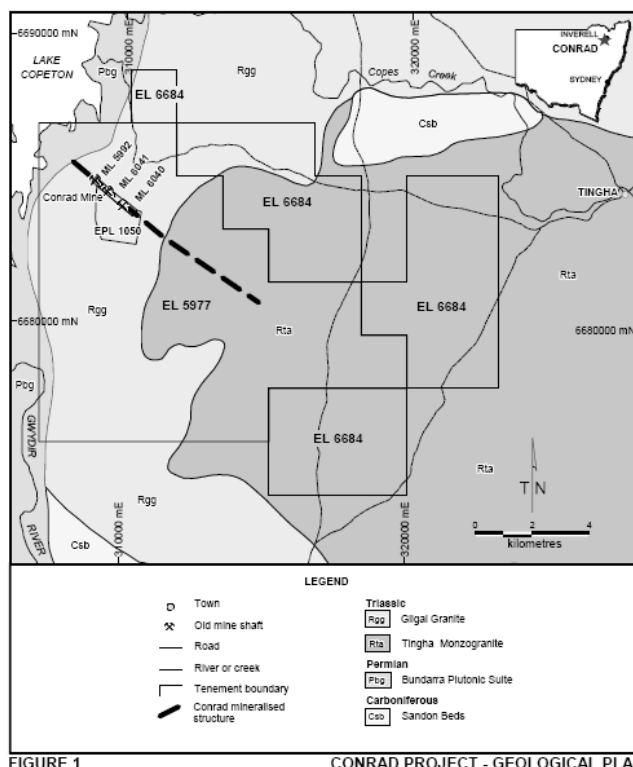 6690000 mN
310000 mE
320000 mE
INVERELL
CONRAD
SYDNEY
LAKE
COPETON
Pbg
Rgg
Copes Creek
EL 6684
Csb
ML 5992
ML 6041
ML 6040
Conrad Mine
EPL 1050
EL 6684
TINGHA
Rta
Rgg
EL 5977
EL 6684
6680000 mN
Rta
6680000 mN
Pbg
GWYDIR
RIVER
EL 6684
Rta
Rgg
310000 mE
320000 mE
Csb
T N
0 2 4
kilometres
LEGEND
Town
Old mine shaft
Road
River or creek
Tenement boundary
Conrad mineralised
structure
Triassic
Rgg Gilgai Granite
Rta Tingha Monzogranite
Permian
Pbg Bundarra Plutonic Suite
Carboniferous
Csb Sandon Beds
FIGURE 1 CONRAD PROJECT - GEOLOGICAL PLA